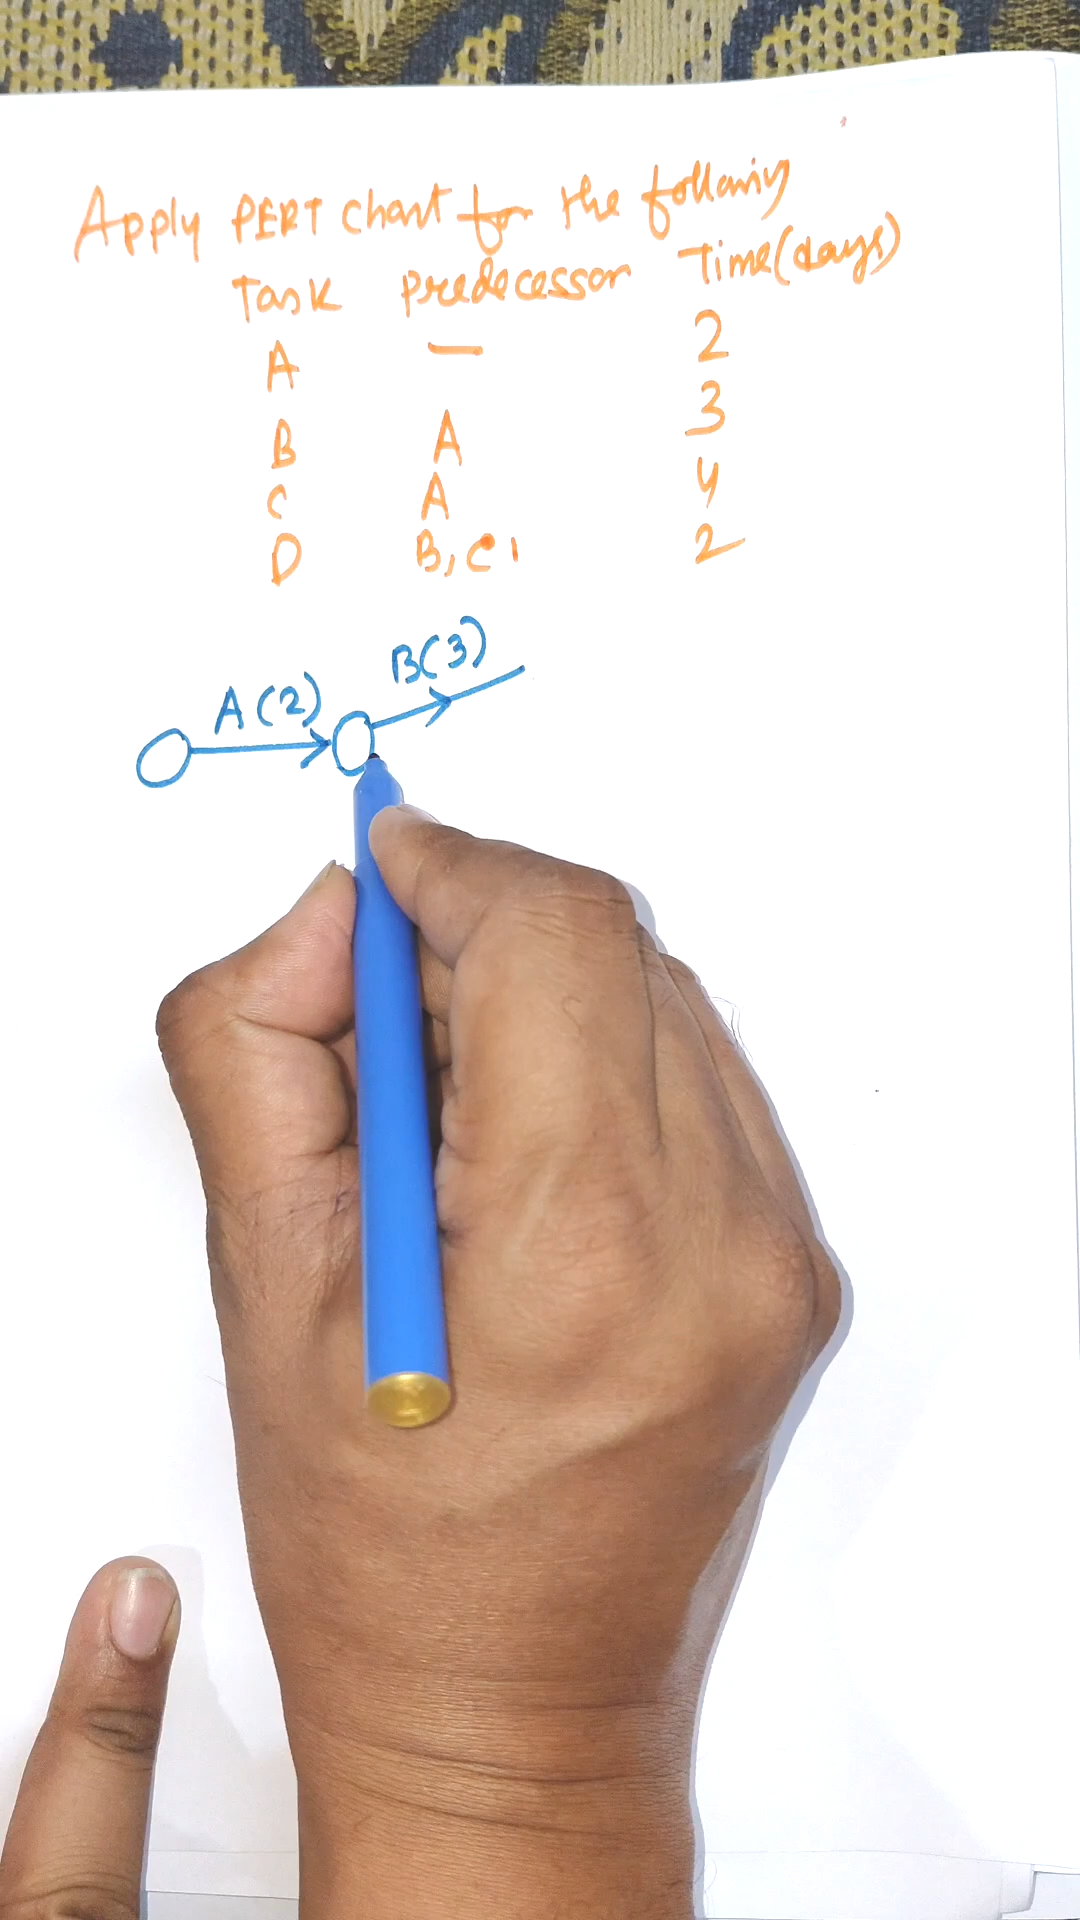 Apply PERT chart for the following
Task predecessor Time(days)
A — 2
B A 3
C A 4
D B, C 2
A(2) B(3)